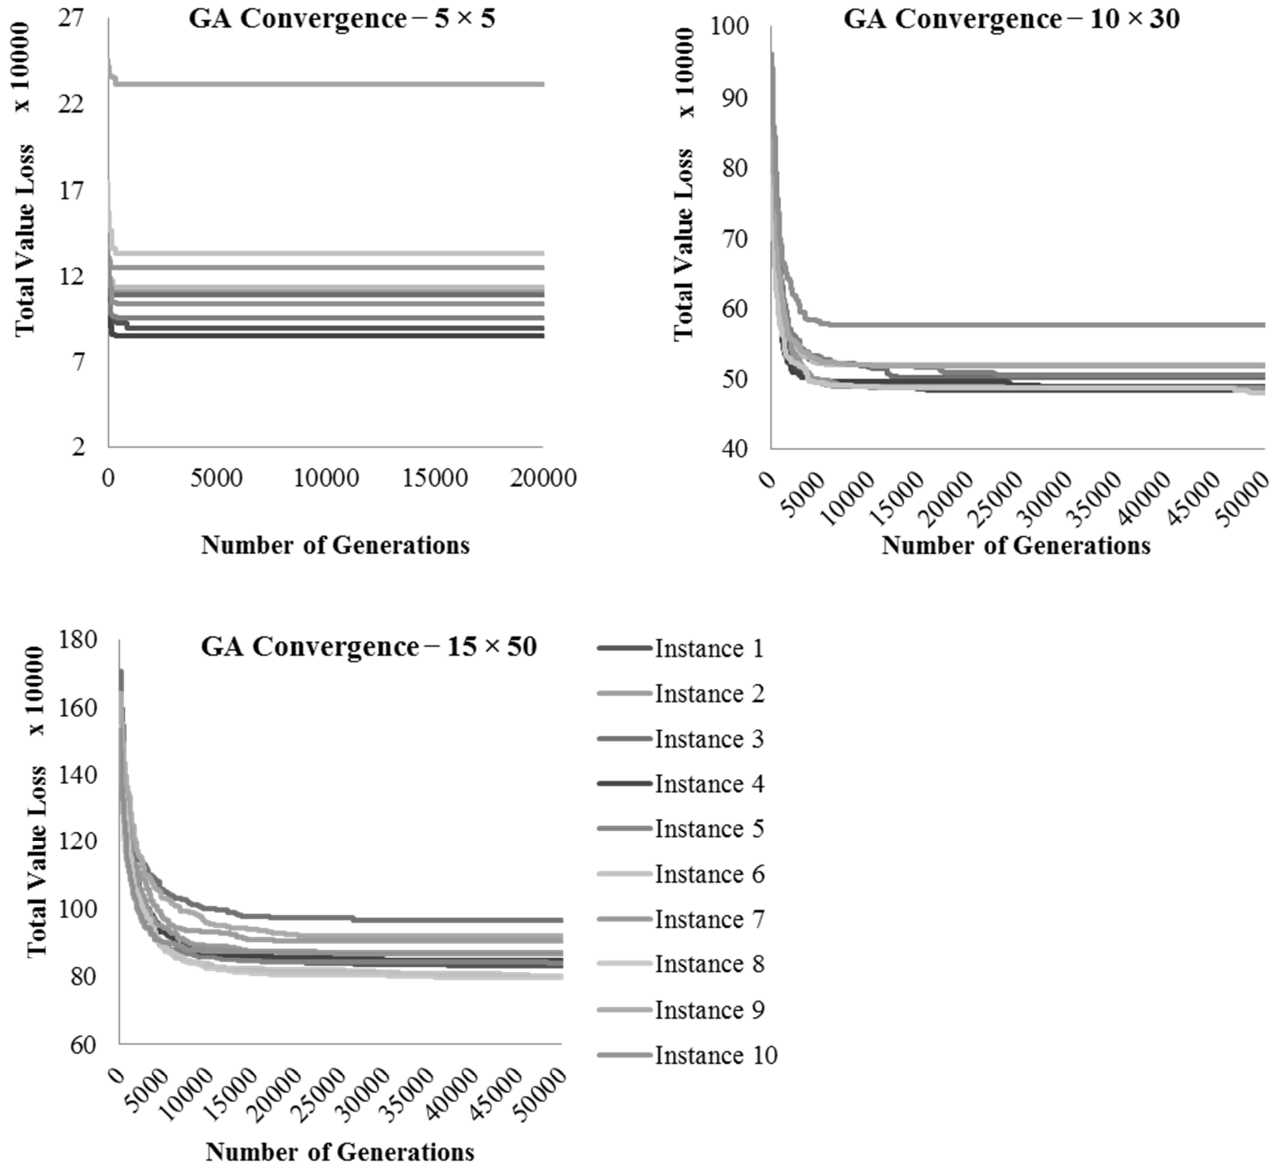 GA Convergence – 5 × 5
Total Value Loss x 10000
27
22
17
12
7
2
0 5000 10000 15000 20000
Number of Generations
GA Convergence – 10 × 30
Total Value Loss x 10000
100
90
80
70
60
50
40
0 5000 10000 15000 20000 25000 30000 35000 40000 45000 50000
Number of Generations
GA Convergence – 15 × 50
Total Value Loss x 10000
180
160
140
120
100
80
60
0 5000 10000 15000 20000 25000 30000 35000 40000 45000 50000
Number of Generations
Instance 1
Instance 2
Instance 3
Instance 4
Instance 5
Instance 6
Instance 7
Instance 8
Instance 9
Instance 10